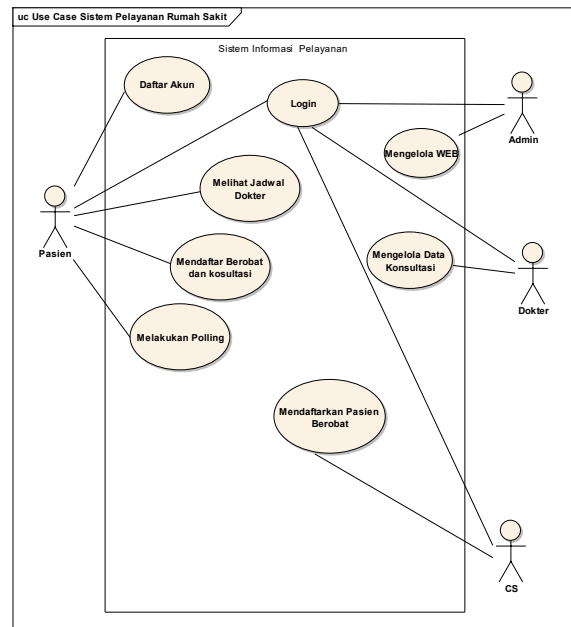 uc Use Case Sistem Pelayanan Rumah Sakit
Sistem Informasi Pelayanan
Daftar Akun
Login
Admin
Mengelola WEB
Melihat Jadwal
Dokter
Pasien
Mendaftar Berobat
dan kosultasi
Mengelola Data
Konsultasi
Dokter
Melakukan Polling
Mendaftarkan Pasien
Berobat
CS